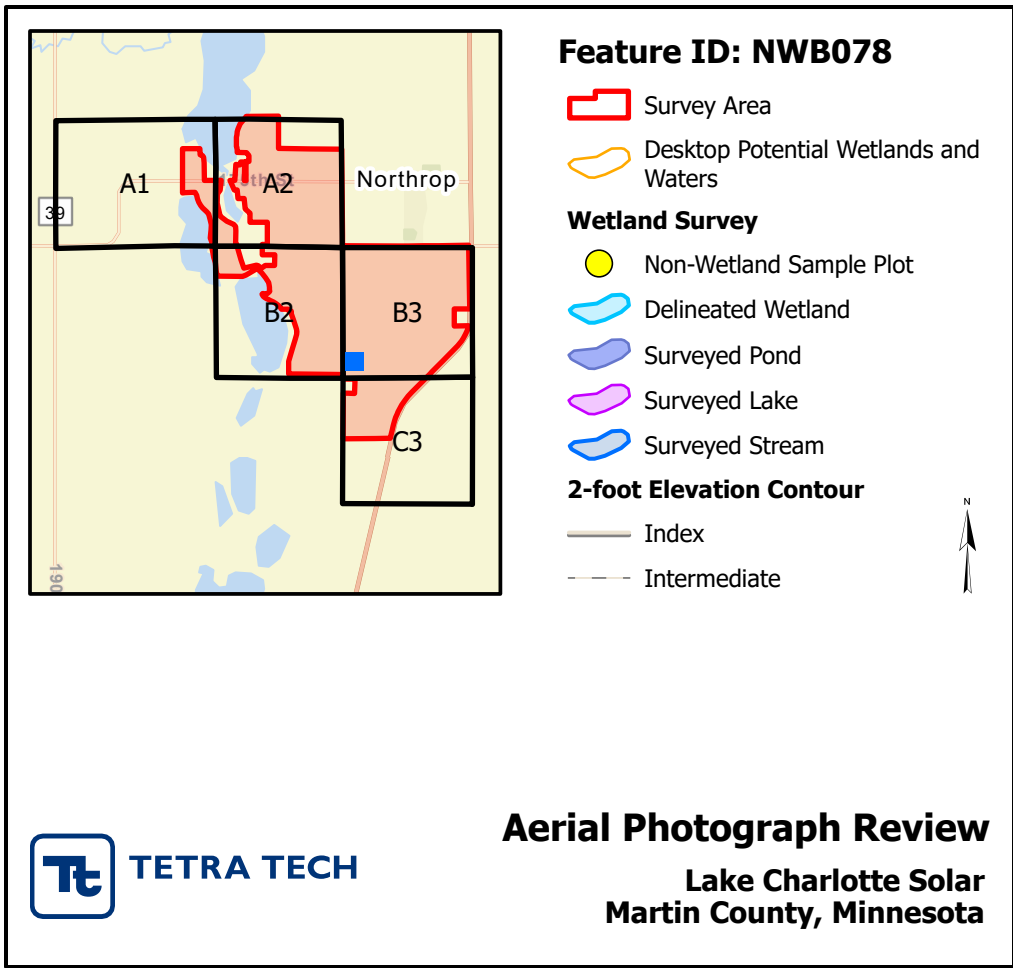 Feature ID: NWB078
Survey Area
Desktop Potential Wetlands and
Waters
Wetland Survey
Non-Wetland Sample Plot
Delineated Wetland
Surveyed Pond
Surveyed Lake
Surveyed Stream
2-foot Elevation Contour
Index
Intermediate
N
A1
A2
Northrop
39
B2
B3
C3
190
Tt
TETRA TECH
Aerial Photograph Review
Lake Charlotte Solar
Martin County, Minnesota